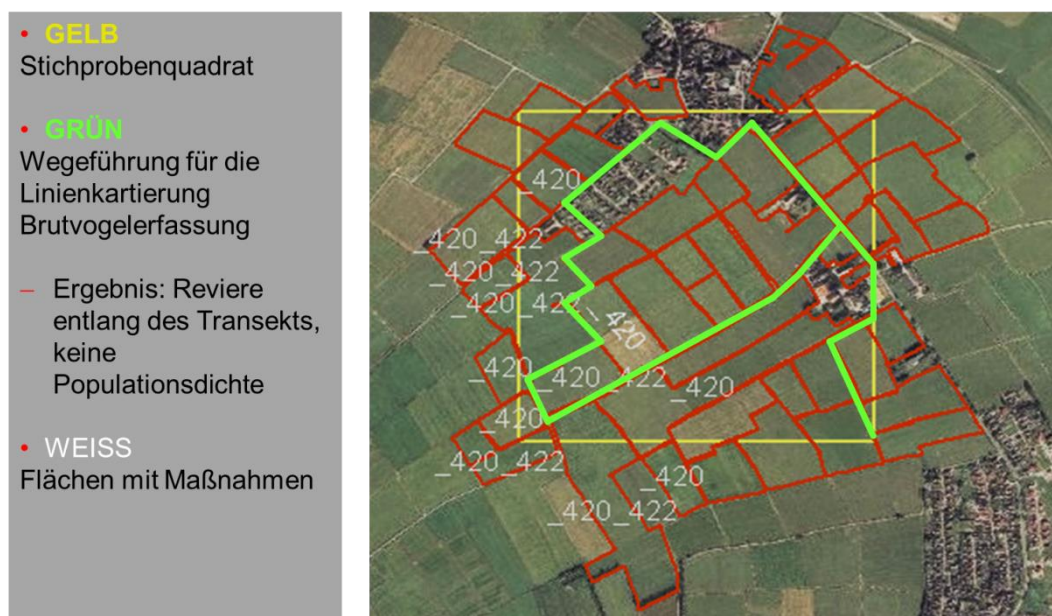 • GELB
Stichprobenquadrat
• GRÜN
Wegeführung für die
Linienkartierung
Brutvogelerfassung
– Ergebnis: Reviere
entlang des Transekts,
keine
Populationsdichte
• WEISS
Flächen mit Maßnahmen
_420
_420_422
_420_422
_420_422
_420
_420
_420_422
_420
_420
_420_422
_420
_420_422